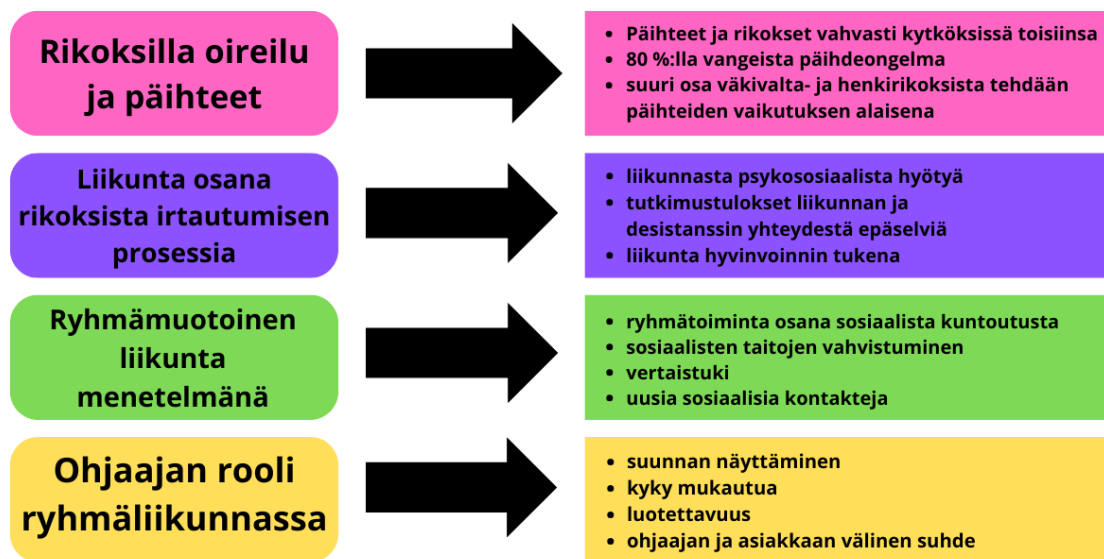 Rikoksilla oireilu
ja päihteet
• Päihteet ja rikokset vahvasti kytköksissä toisiinsa
• 80 %:lla vangeista päihdeongelma
• suuri osa väkivalta- ja henkirikoksista tehdään
päihteiden vaikutuksen alaisena
Liikunta osana
rikoksista irtautumisen
prosessia
• liikunnasta psykososiaalista hyötyä
• tutkimustulokset liikunnan ja
desistanssin yhteydestä epäselviä
• liikunta hyvinvoinnin tukena
Ryhmämuotoinen
liikunta
menetelmänä
• ryhmätoiminta osana sosiaalista kuntoutusta
• sosiaalisten taitojen vahvistuminen
• vertaistuki
• uusia sosiaalisia kontakteja
Ohjaajan rooli
ryhmäliikunnassa
• suunnan näyttäminen
• kyky mukautua
• luotettavuus
• ohjaajan ja asiakkaan välinen suhde